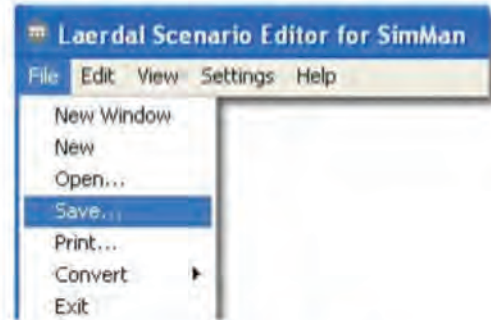 Laerdal Scenario Editor for SimMan
File Edit View Settings Help
New Window
New
Open...
Save...
Print...
Convert
Exit